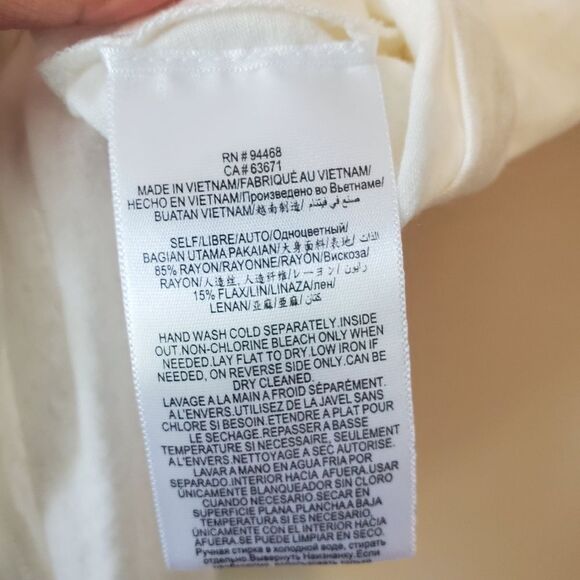 RN # 94468
CA # 63671
MADE IN VIETNAM/FABRIQUÉ AU VIETNAM/
HECHO EN VIETNAM/Произведено во Вьетнаме/
BUATAN VIETNAM/越南制造/ صنع في فيتنام/
SELF/LIBRE/AUTO/Одноцветный/
BAGIAN UTAMA PAKAIAN/大身面料/表地/ الذات
85% RAYON/RAYONNE/RAYÓN/Вискоза/
RAYON/人造丝, 人造纤维/レーヨン/ رايون/
15% FLAX/LIN/LINAZA/лен/
LENAN/亚麻/亜麻/ كتان/
HAND WASH COLD SEPARATELY.INSIDE
OUT.NON-CHLORINE BLEACH ONLY WHEN
NEEDED.LAY FLAT TO DRY.LOW IRON IF
NEEDED, ON REVERSE SIDE ONLY.CAN BE
DRY CLEANED.
LAVAGE A LA MAIN A FROID SÉPARÉMENT.
A L'ENVERS.UTILISEZ DE LA JAVEL SANS
CHLORE SI BESOIN.ETENDRE A PLAT POUR
LE SECHAGE.REPASSER A BASSE
TEMPERATURE SI NECESSAIRE, SEULEMENT
A L'ENVERS.NETTOYAGE A SEC AUTORISE.
LAVAR A MANO EN AGUA FRIA POR
SEPARADO.INTERIOR HACIA AFUERA.USAR
ÚNICAMENTE BLANQUEADOR SIN CLORO
CUANDO NECESARIO. SECAR EN
SUPERFICIE PLANA.PLANCHA A BAJA
TEMPERATURA SI ES NECESARIO,
ÚNICAMENTE CON EL INTERIOR HACIA
AFUERA.SE PUEDE LIMPIAR EN SECO.
Ручная стирка в холодной воде, стирать
отдельно.Вывернуть Наизнанку.Если
только